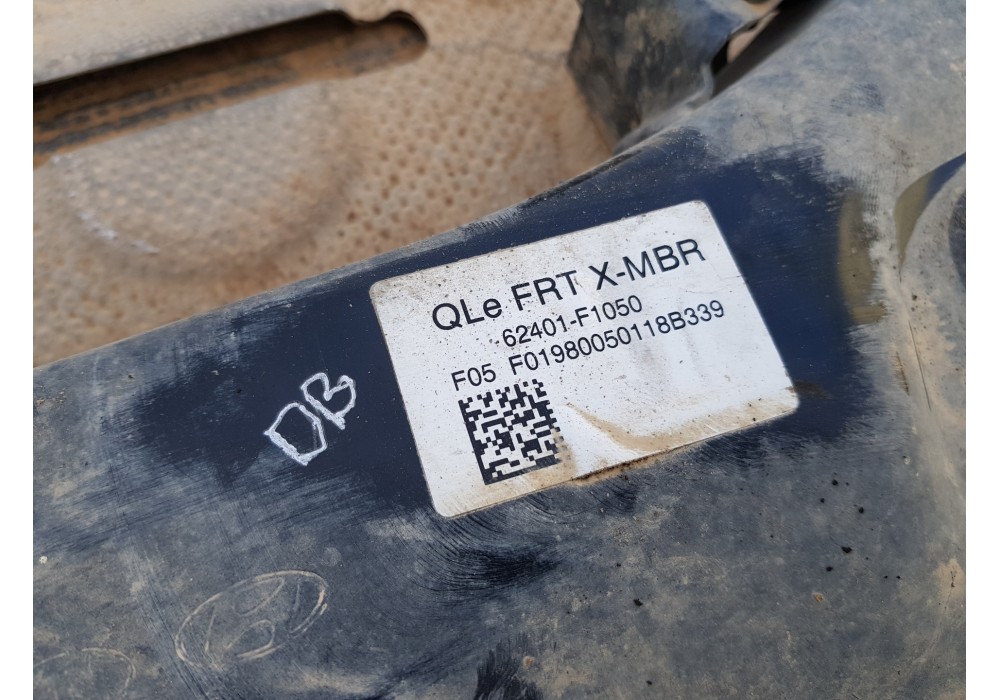 QLe FRT X-MBR
62401-F1050
F05 F01980050118B339
DB